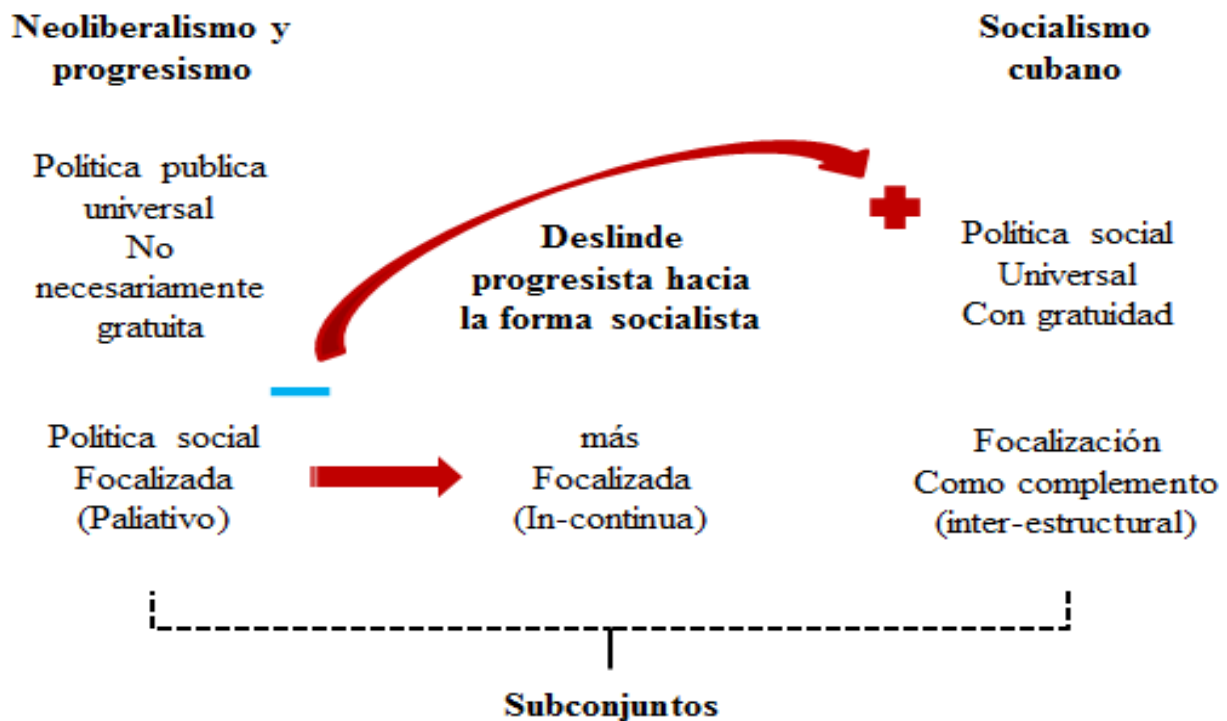 Neoliberalismo y
progresismo
Socialismo
cubano
Política publica
universal
No
necesariamente
gratuita
Deslinde
progresista hacia
la forma socialista
Política social
Universal
Con gratuidad
Política social
Focalizada
(Paliativo)
más
Focalizada
(In-continua)
Focalización
Como complemento
(inter-estructural)
Subconjuntos